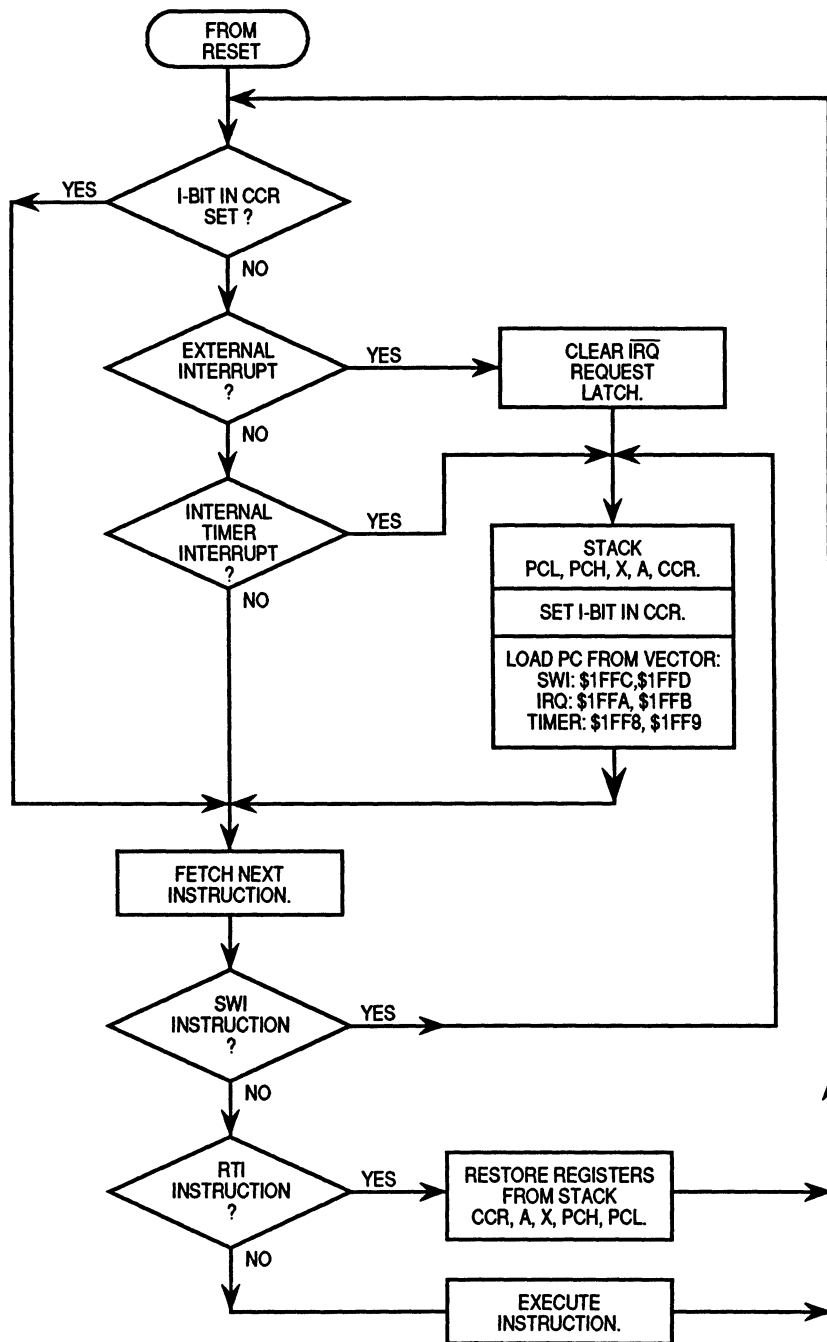 FROM
RESET
YES
I-BIT IN CCR
SET ?
NO
EXTERNAL
INTERRUPT
?
YES
CLEAR I̅R̅Q̅
REQUEST
LATCH.
NO
INTERNAL
TIMER
INTERRUPT
?
YES
NO
STACK
PCL, PCH, X, A, CCR.
SET I-BIT IN CCR.
LOAD PC FROM VECTOR:
SWI: $1FFC,$1FFD
IRQ: $1FFA, $1FFB
TIMER: $1FF8, $1FF9
FETCH NEXT
INSTRUCTION.
SWI
INSTRUCTION
?
YES
NO
RTI
INSTRUCTION
?
YES
RESTORE REGISTERS
FROM STACK
CCR, A, X, PCH, PCL.
NO
EXECUTE
INSTRUCTION.